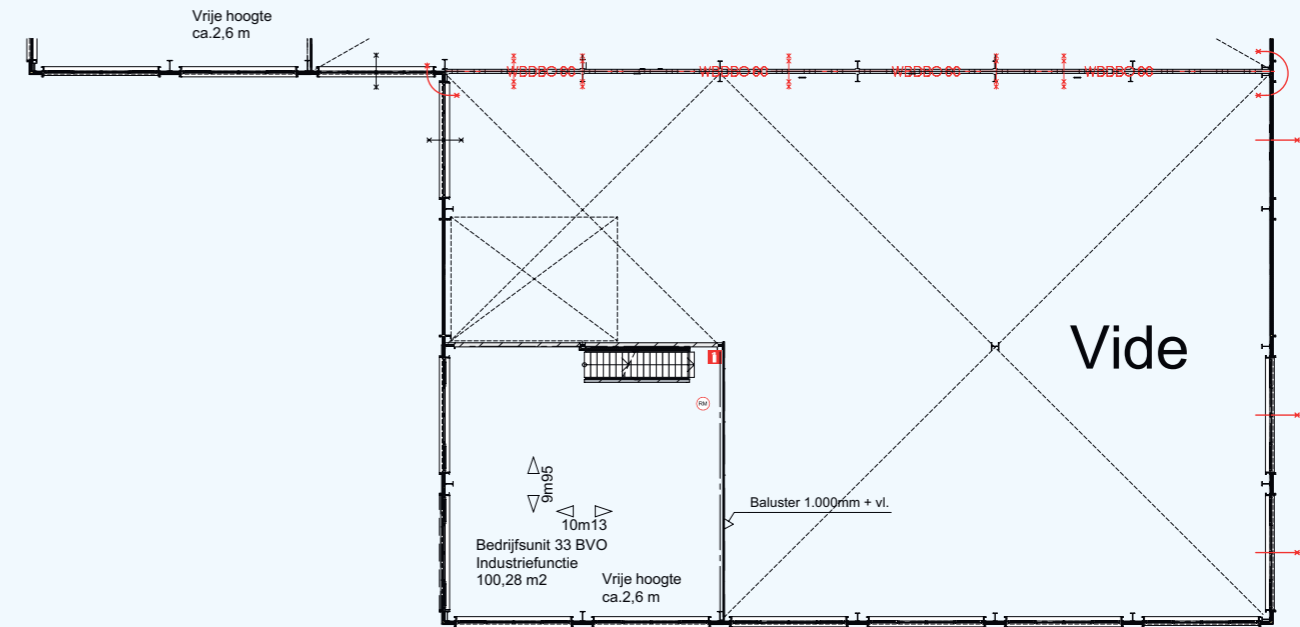 Vrije hoogte
ca.2,6 m
WBDBO 60 WBDBO 60 WBDBO 60 WBDBO 60
Vide
RM
9m95
10m13
Baluster 1.000mm + vl.
Bedrijfsunit 33 BVO
Industriefunctie
100,28 m2
Vrije hoogte
ca.2,6 m